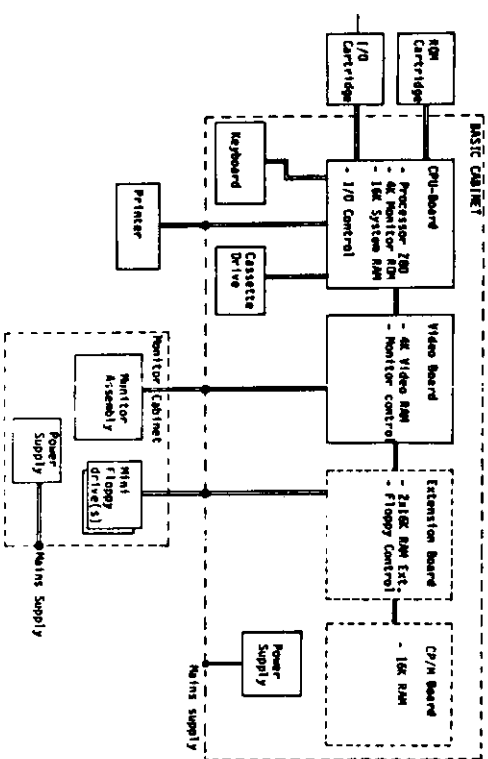 BASIC CABINET
ROM
Cartridge
I/O
Cartridge
CPU-Board
- Processor Z80
- 4K Monitor ROM
- 16K System RAM
- I/O Control
Video Board
- 4K Video RAM
- Monitor control
Extension Board
- 2x16K RAM Ext.
- Floppy Control
CP/M Board
- 16K RAM
Keyboard
Cassette
Drive
Power
Supply
Mains supply
Printer
Monitor Cabinet
Monitor
Assembly
Mini
Floppy
drive(s)
Power
Supply
Mains Supply